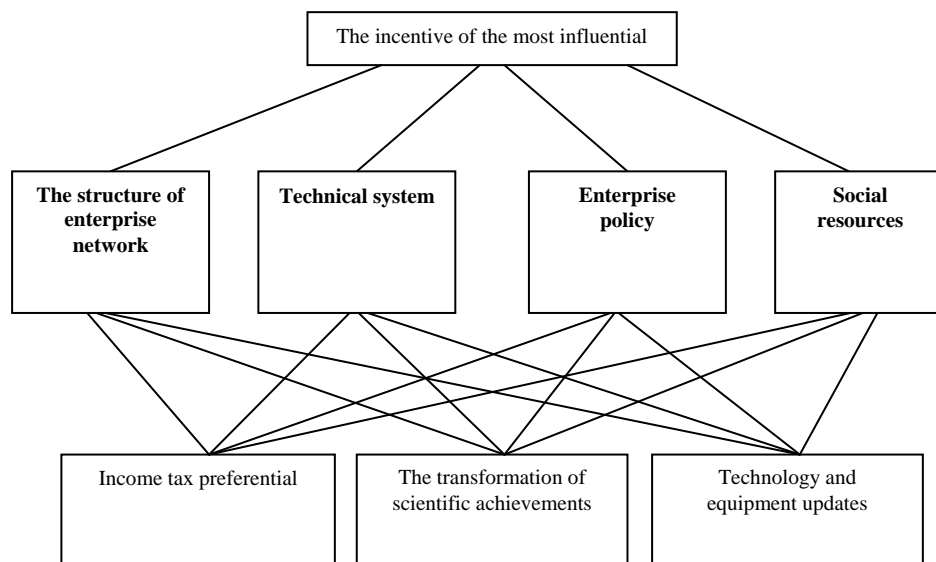 The incentive of the most influential
The structure of
enterprise
network
Technical system
Enterprise
policy
Social
resources
Income tax preferential
The transformation of
scientific achievements
Technology and
equipment updates